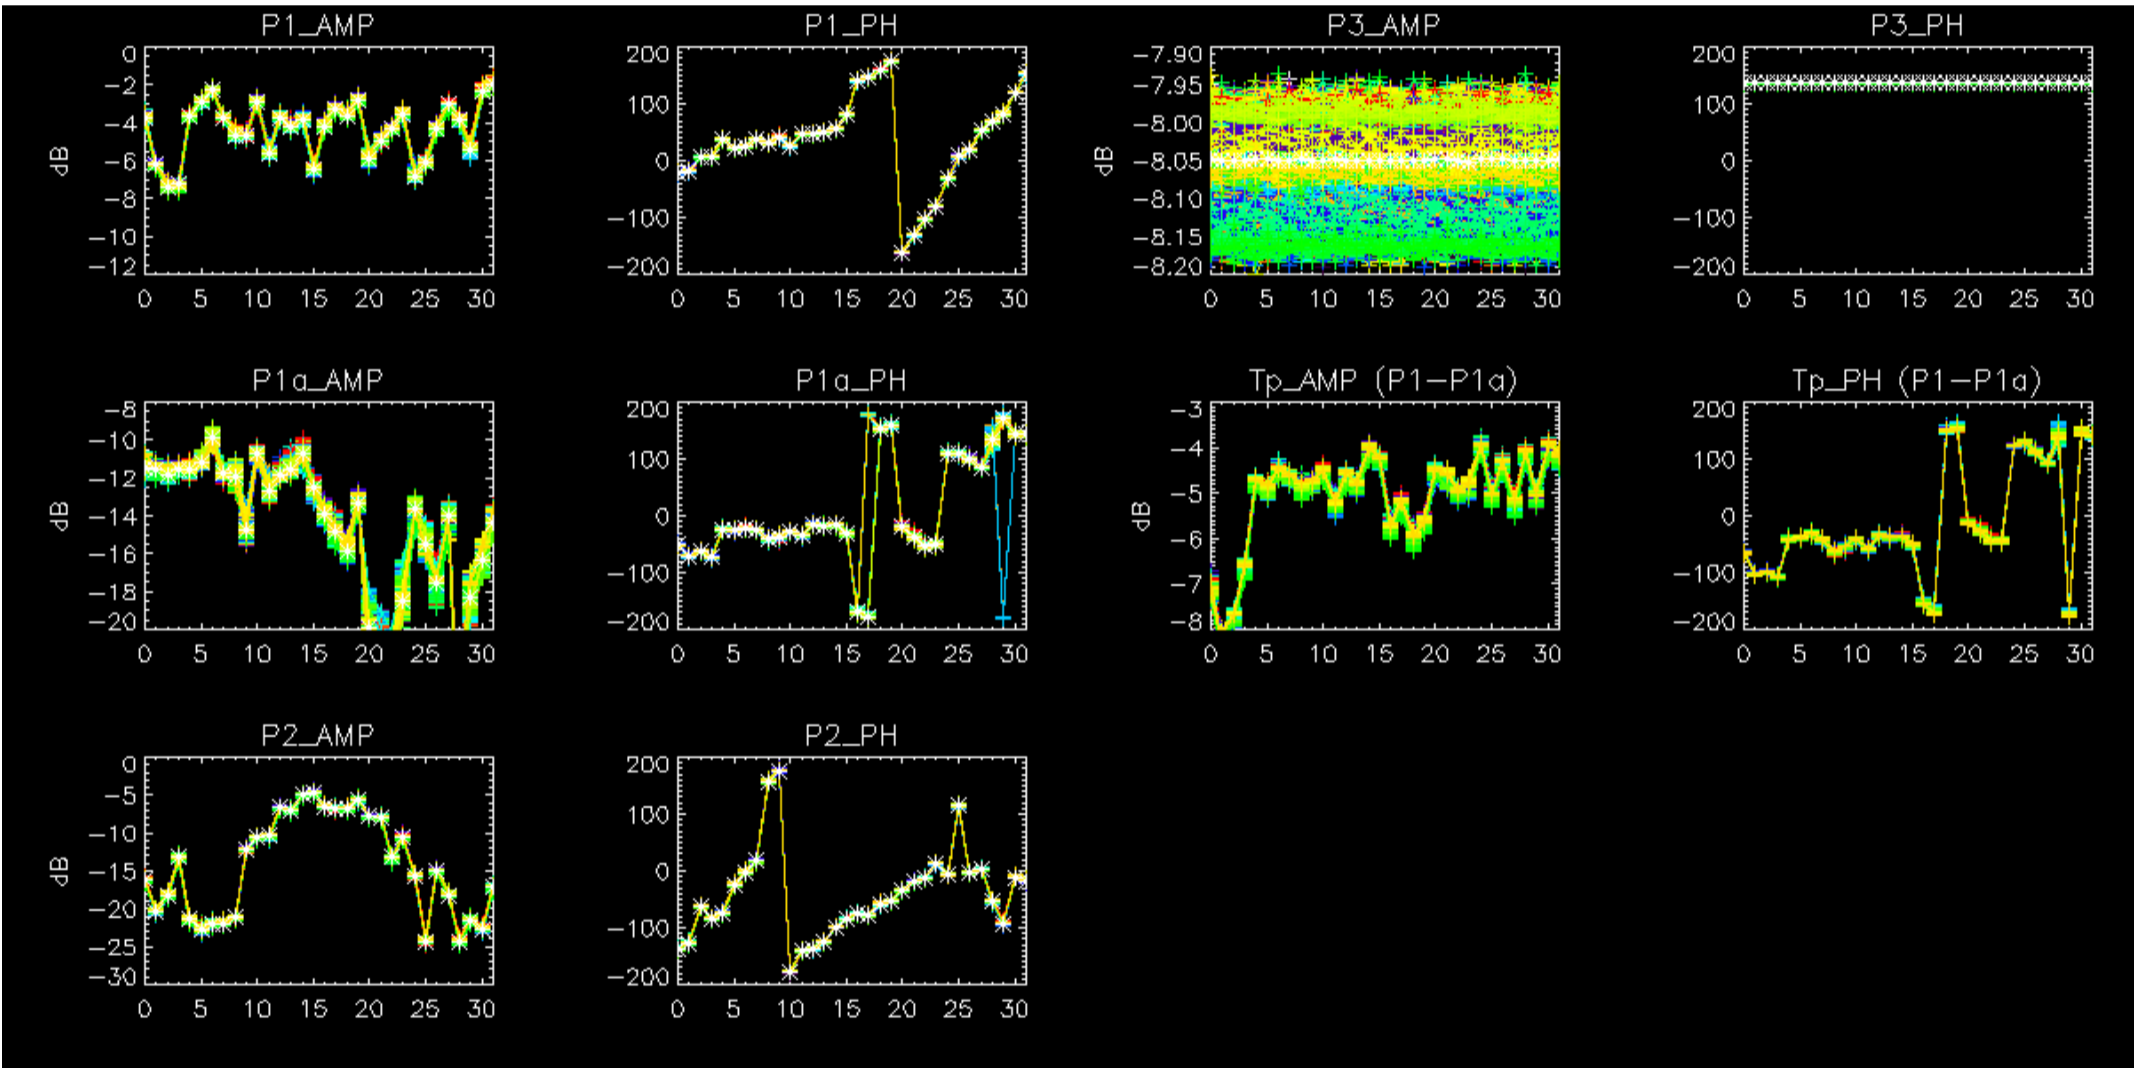 P1_AMP P1_PH P3_AMP P3_PH
0 200 -7.90 200
-2 -7.95
100 100
-4 -8.00
dB -6 0 dB -8.05 0
-8 -8.10
-100 -100
-10 -8.15
-12 -200 -8.20 -200
0 5 10 15 20 25 30 0 5 10 15 20 25 30 0 5 10 15 20 25 30 0 5 10 15 20 25 30
P1a_AMP P1a_PH Tp_AMP (P1-P1a) Tp_PH (P1-P1a)
-8 200 -3 200
-10 100 -4 100
-12
dB -14 0 dB -5 0
-16 -6
-100 -100
-18 -7
-20 -200 -8 -200
0 5 10 15 20 25 30 0 5 10 15 20 25 30 0 5 10 15 20 25 30 0 5 10 15 20 25 30
P2_AMP P2_PH
0 200
-5 100
-10
dB -15 0
-20 -100
-25
-30 -200
0 5 10 15 20 25 30 0 5 10 15 20 25 30